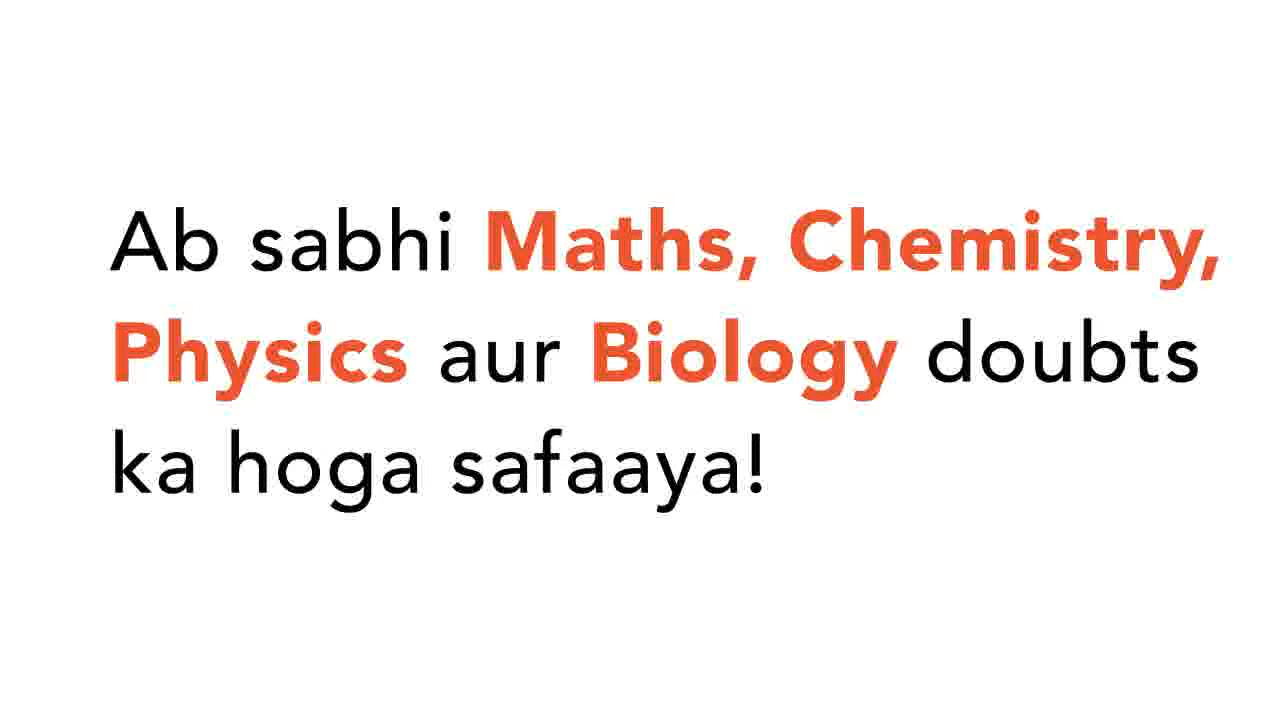 Ab sabhi Maths, Chemistry,
Physics aur Biology doubts
ka hoga safaaya!